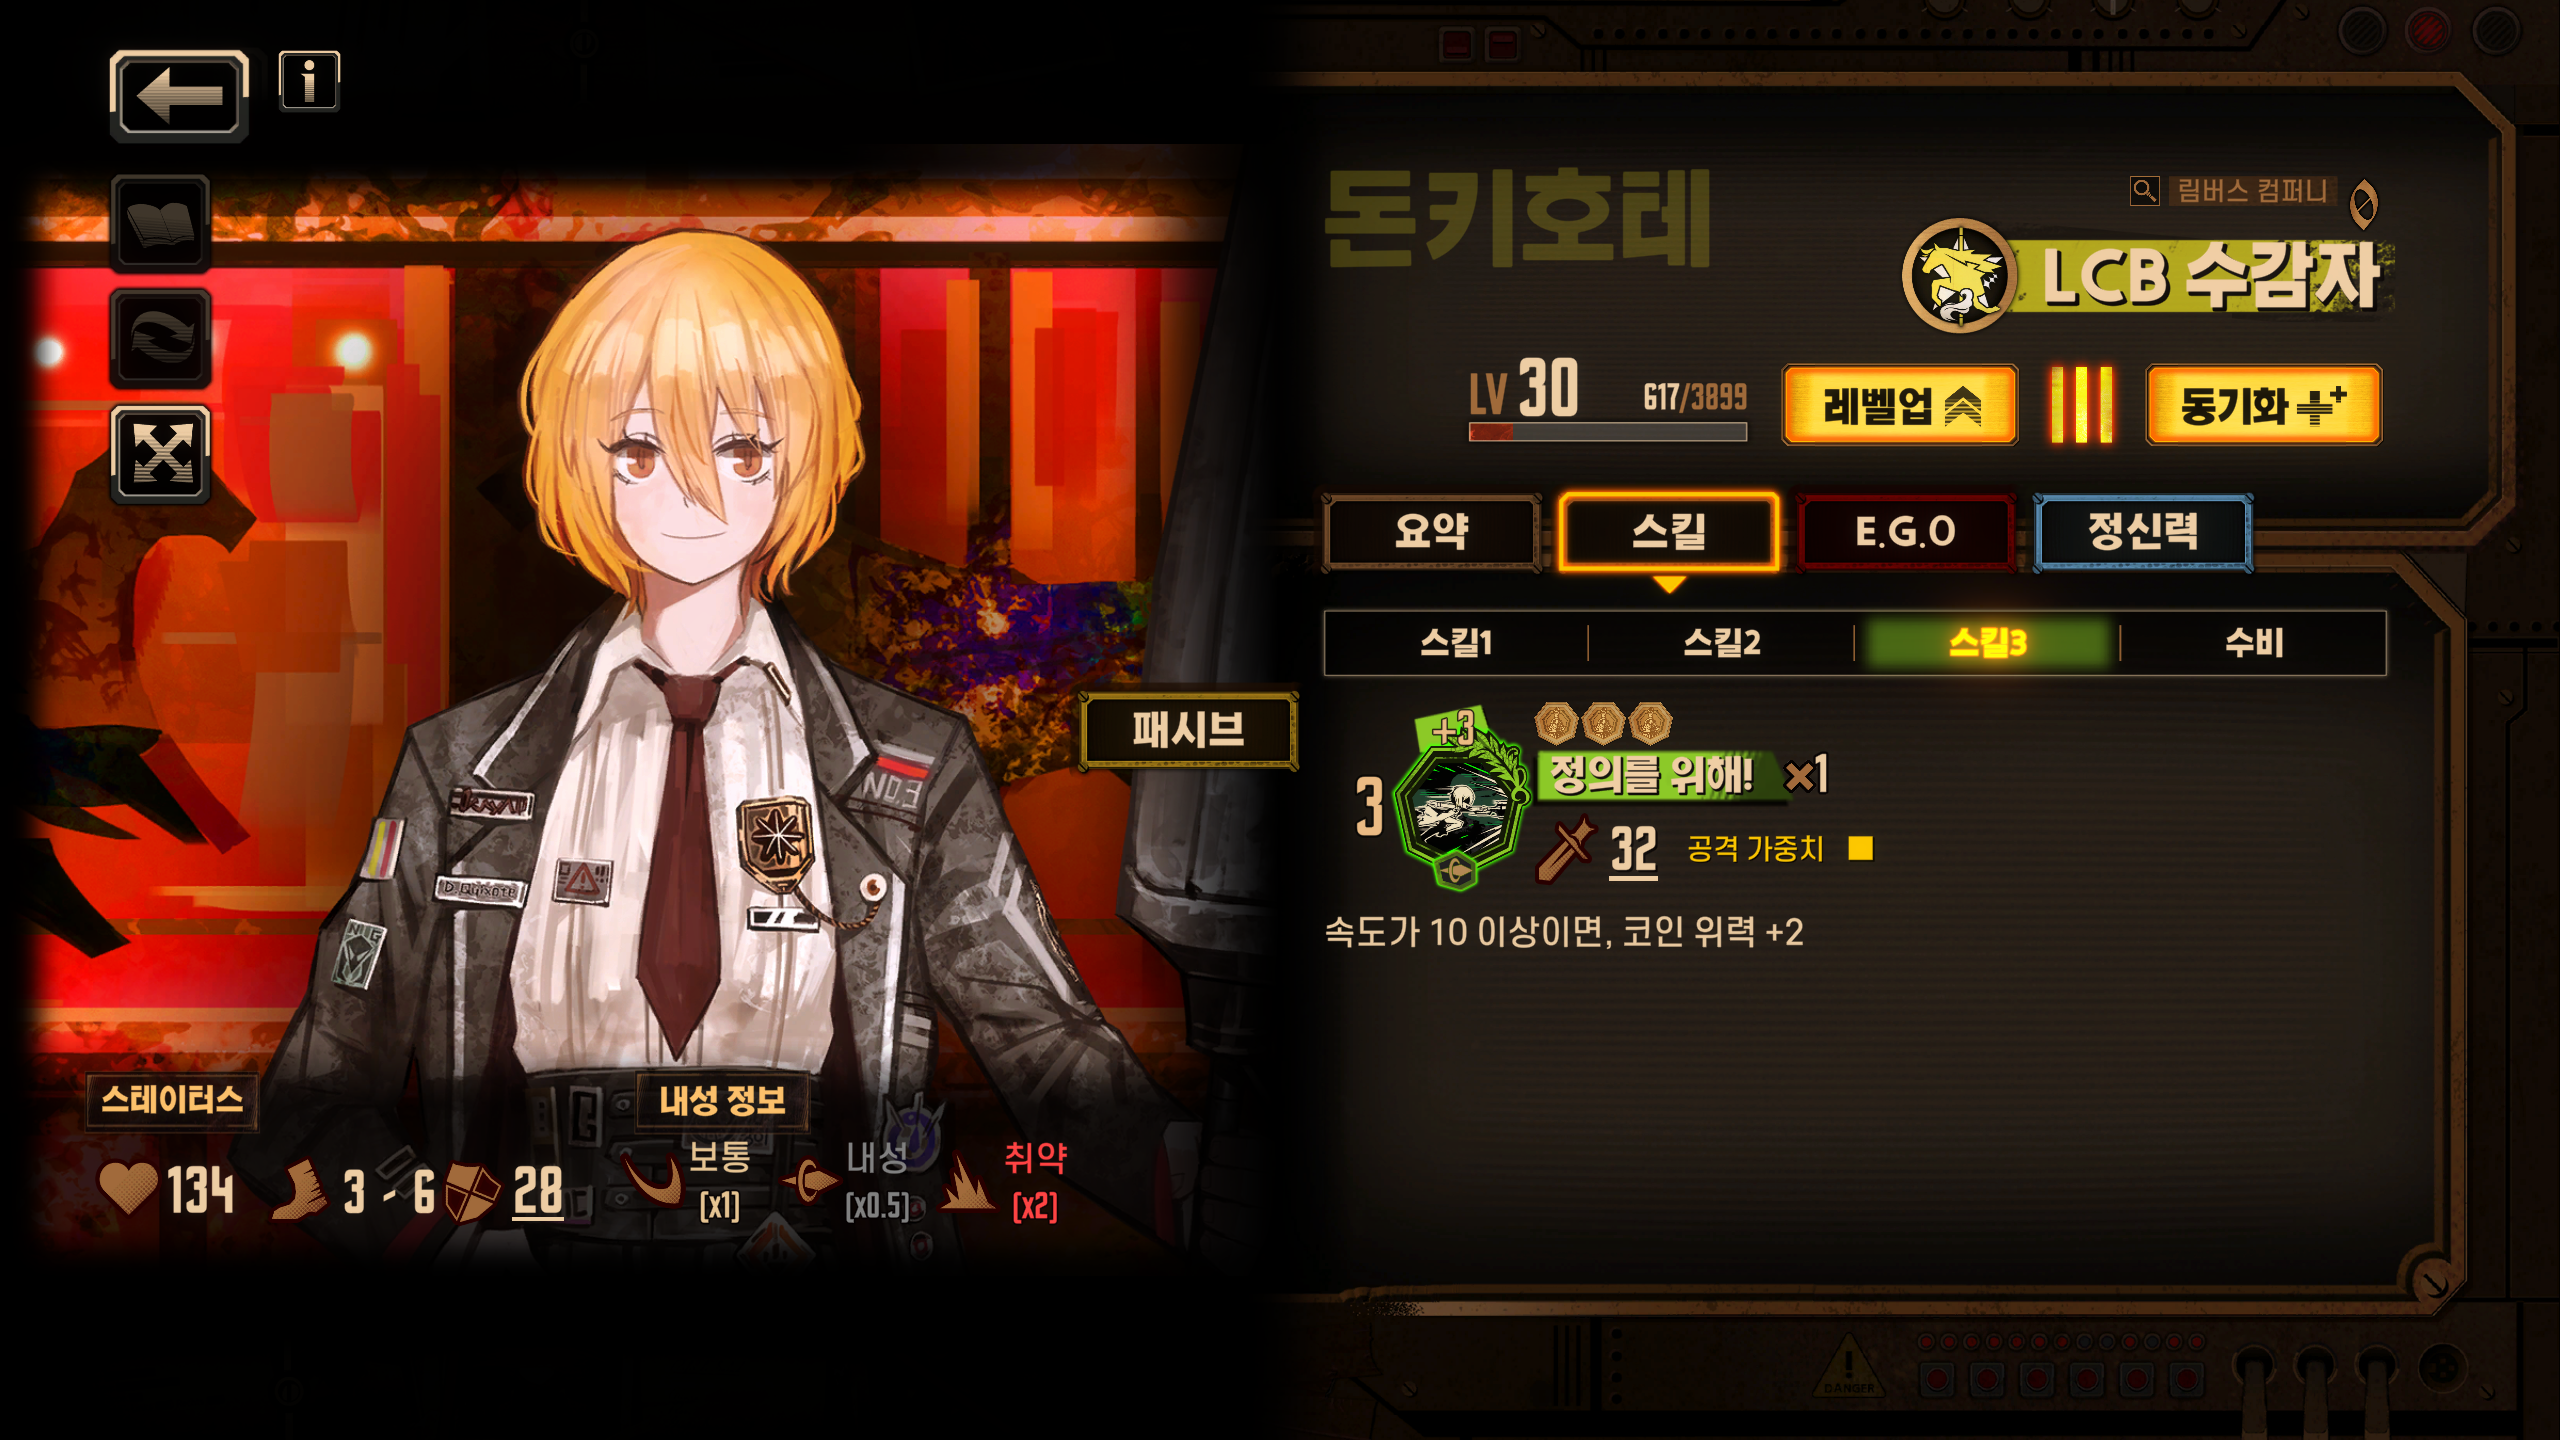 돈키호테
림버스 컴퍼니
LCB 수감자
LV 30
617/3899
레벨업
동기화
요약
스킬
E.G.O
정신력
스킬1
스킬2
스킬3
수비
패시브
+3
3
정의를 위해! ×1
32
공격 가중치
속도가 10 이상이면, 코인 위력 +2
NO 3
D.Quixote
스테이터스
내성 정보
134
3 - 6
28
보통
[x1]
내성
[x0.5]
취약
[x2]
DANGER